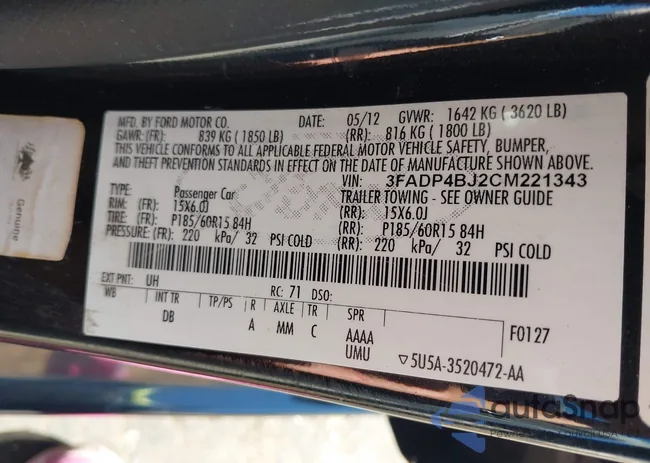 MFD. BY FORD MOTOR CO. DATE: 05/12 GVWR: 1642 KG ( 3620 LB)
GAWR: (FR): 839 KG ( 1850 LB) (RR): 816 KG ( 1800 LB)
THIS VEHICLE CONFORMS TO ALL APPLICABLE FEDERAL MOTOR VEHICLE SAFETY, BUMPER,
AND THEFT PREVENTION STANDARDS IN EFFECT ON THE DATE OF MANUFACTURE SHOWN ABOVE.
VIN: 3FADP4BJ2CM221343
TYPE: Passenger Car TRAILER TOWING - SEE OWNER GUIDE
RIM: (FR): 15X6.0J (RR): 15X6.0J
TIRE: (FR): P185/60R15 84H (RR): P185/60R15 84H
PRESSURE: (FR): 220 kPa/ 32 PSI COLD (RR): 220 kPa/ 32 PSI COLD
EXT PNT: UH RC: 71 DSO:
WB INT TR TP/PS R AXLE TR SPR
DB A MM C AAAA F0127
UMU ▽5U5A-3520472-AA
Genuine
autoSnap